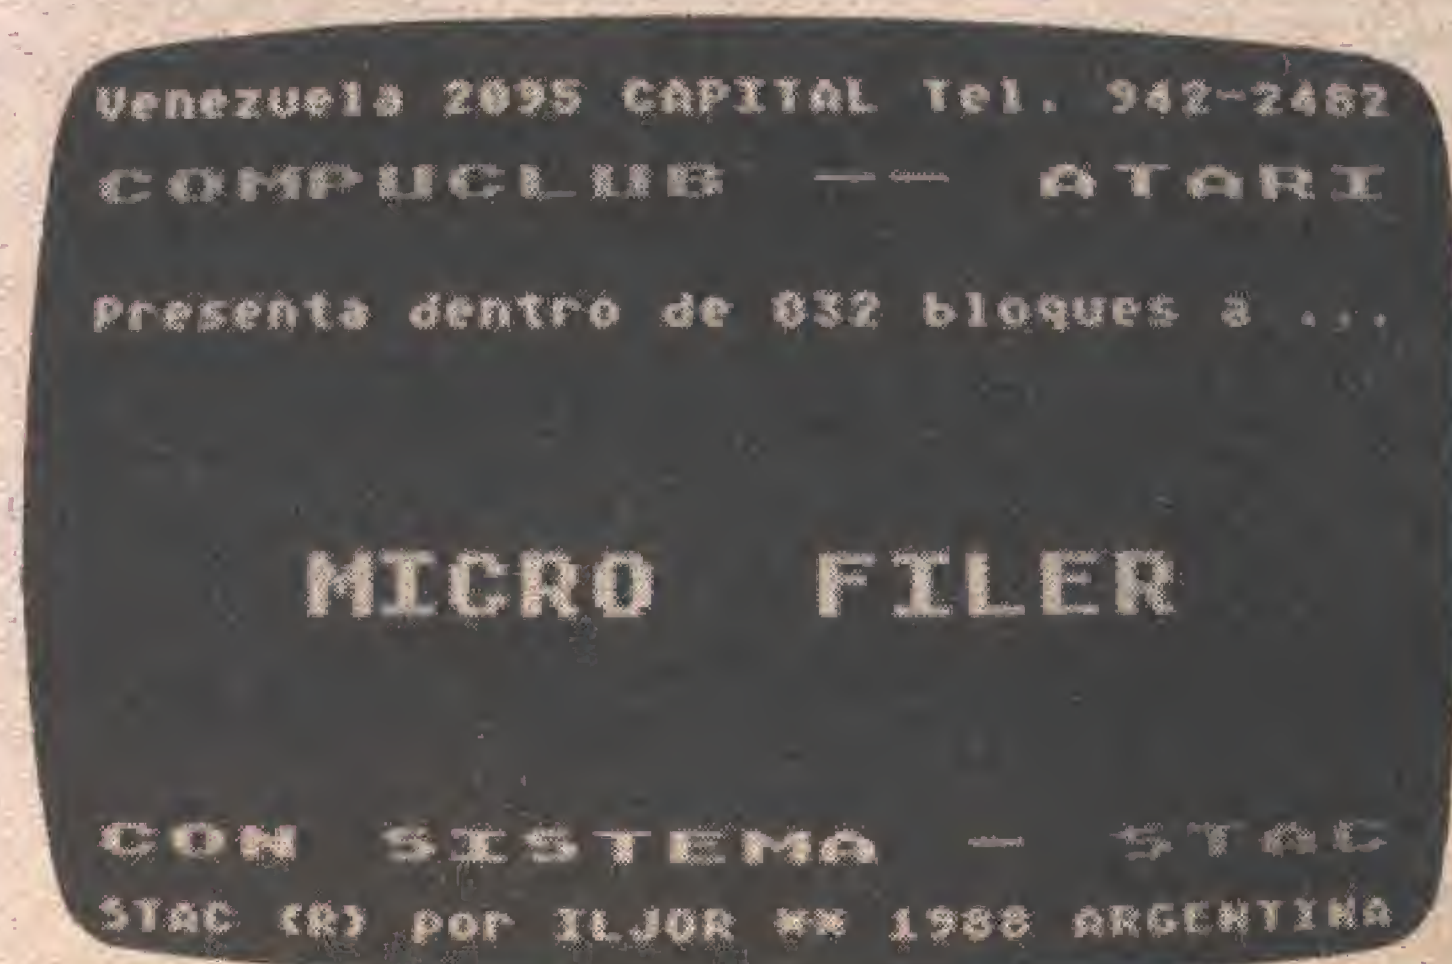 Venezuela 2095 CAPITAL Tel. 942-2482
COMPUCLUB -- ATARI
Presenta dentro de 032 bloques a ...
MICRO FILER
CON SISTEMA - STAC
STAC (R) por ILJOR ** 1988 ARGENTINA